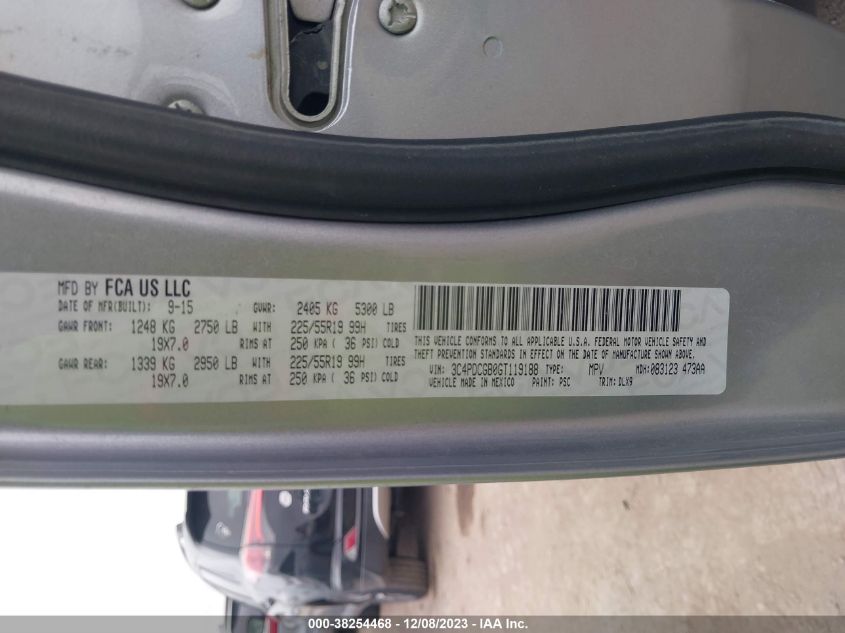 MFD BY FCA US LLC
DATE OF MFR(BUILT): 9-15 GVWR: 2405 KG 5300 LB
GAWR FRONT: 1248 KG 2750 LB WITH 225/55R19 99H TIRES
19X7.0 RIMS AT 250 KPA ( 36 PSI) COLD
GAWR REAR: 1339 KG 2950 LB WITH 225/55R19 99H TIRES
19X7.0 RIMS AT 250 KPA ( 36 PSI) COLD
THIS VEHICLE CONFORMS TO ALL APPLICABLE U.S.A. FEDERAL MOTOR VEHICLE SAFETY AND
THEFT PREVENTION STANDARDS IN EFFECT ON THE DATE OF MANUFACTURE SHOWN ABOVE.
VIN: 3C4PDCGB0GT119188 TYPE: MPV MDH: 083123 473AA
VEHICLE MADE IN MEXICO PAINT: PSC TRIM: DLX9
000-38254468 - 12/08/2023 - IAA Inc.